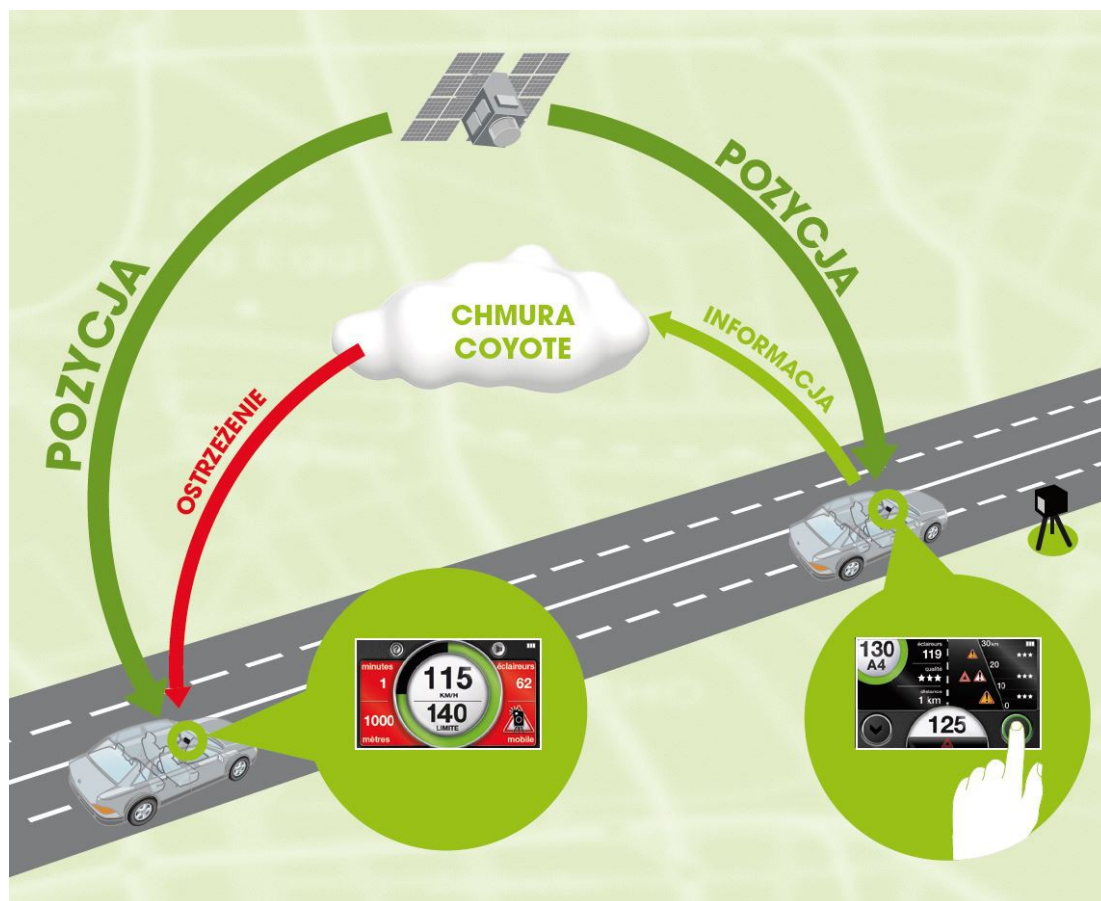 POZYCJA
POZYCJA
CHMURA
COYOTE
INFORMACJA
OSTRZEŻENIE
minutes
1
1000
mètres
115
KM/H
140
LIMITE
éclaireurs
62
mobile
130
A4
éclaireurs
119
qualité
★★★
distance
1 km
30km
20
10
0
★★★
★★★
★★★
125